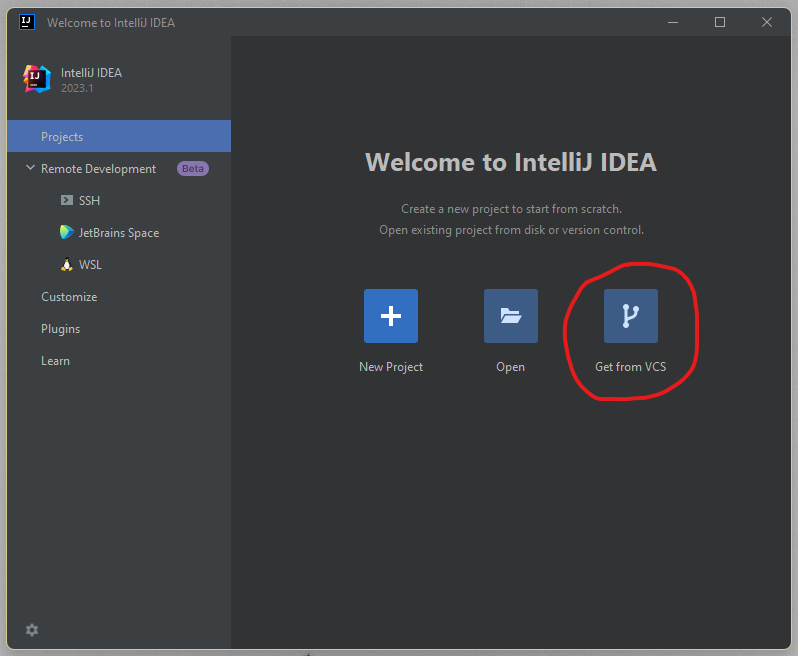 IJ
Welcome to IntelliJ IDEA
IJ
IntelliJ IDEA
2023.1
Projects
Remote Development Beta
SSH
JetBrains Space
WSL
Customize
Plugins
Learn
Welcome to IntelliJ IDEA
Create a new project to start from scratch.
Open existing project from disk or version control.
New Project
Open
Get from VCS